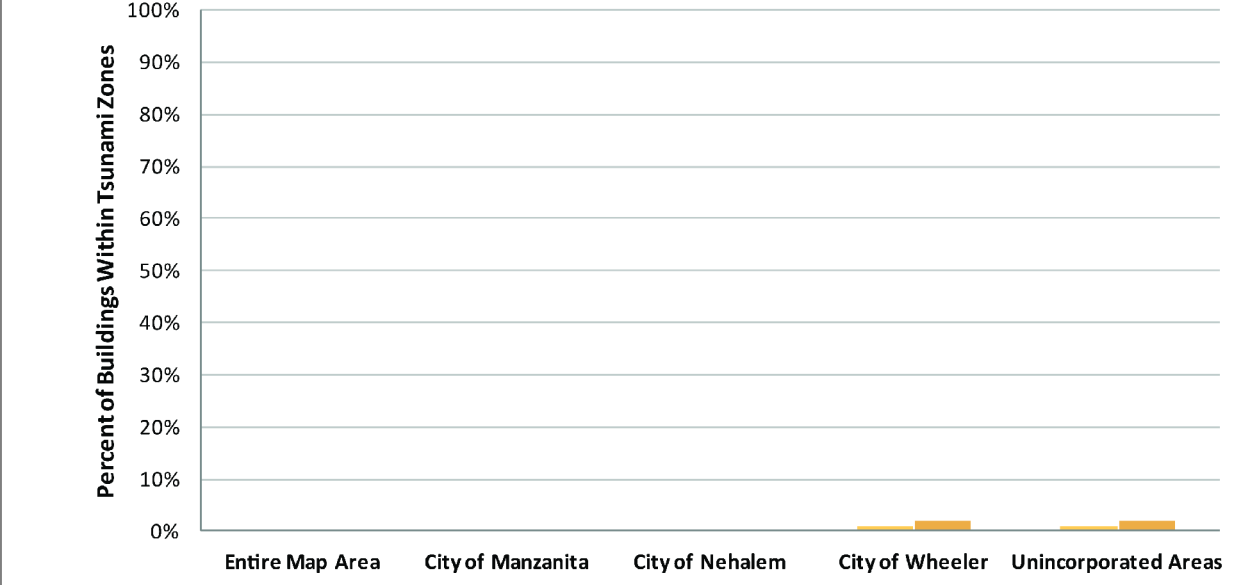 100%
90%
80%
70%
60%
50%
40%
30%
20%
10%
0%
Percent of Buildings Within Tsunami Zones
Entire Map Area
City of Manzanita
City of Nehalem
City of Wheeler
Unincorporated Areas